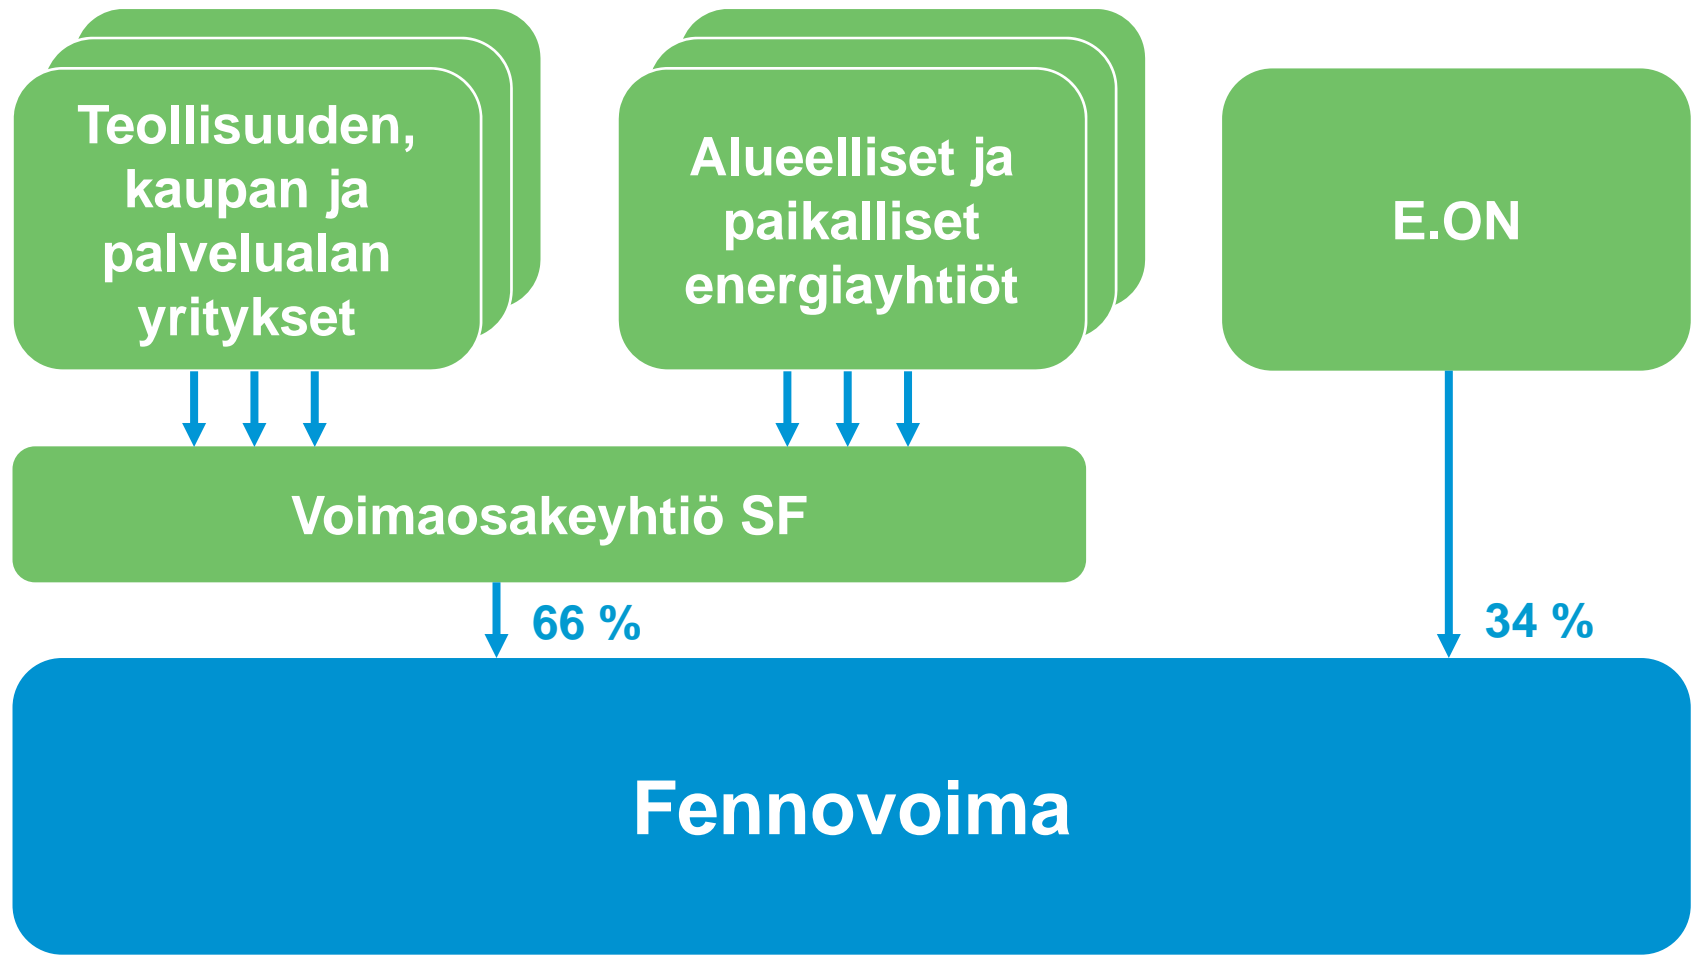 Teollisuuden,
kaupan ja
palvelualan
yritykset
Alueelliset ja
paikalliset
energiayhtiöt
E.ON
Voimaosakeyhtiö SF
66 %
34 %
Fennovoima